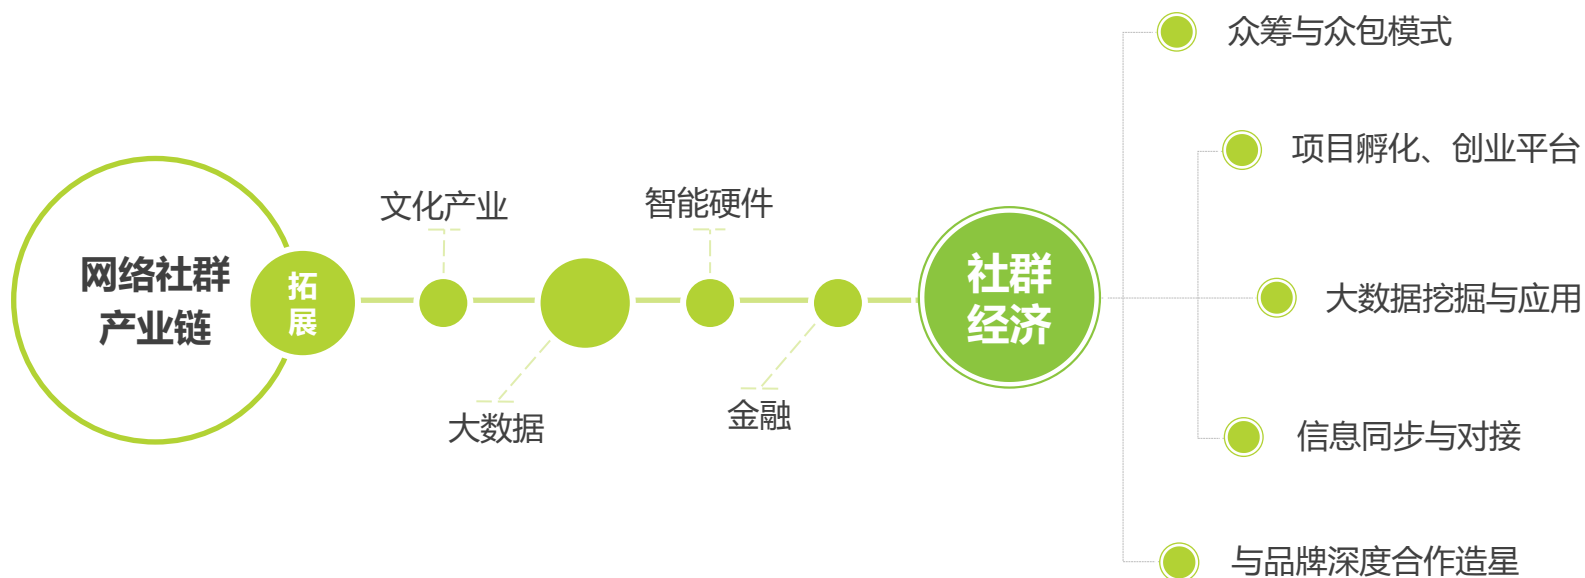 网络社群
产业链
拓
展
文化产业
大数据
智能硬件
金融
社群
经济
众筹与众包模式
项目孵化、创业平台
大数据挖掘与应用
信息同步与对接
与品牌深度合作造星